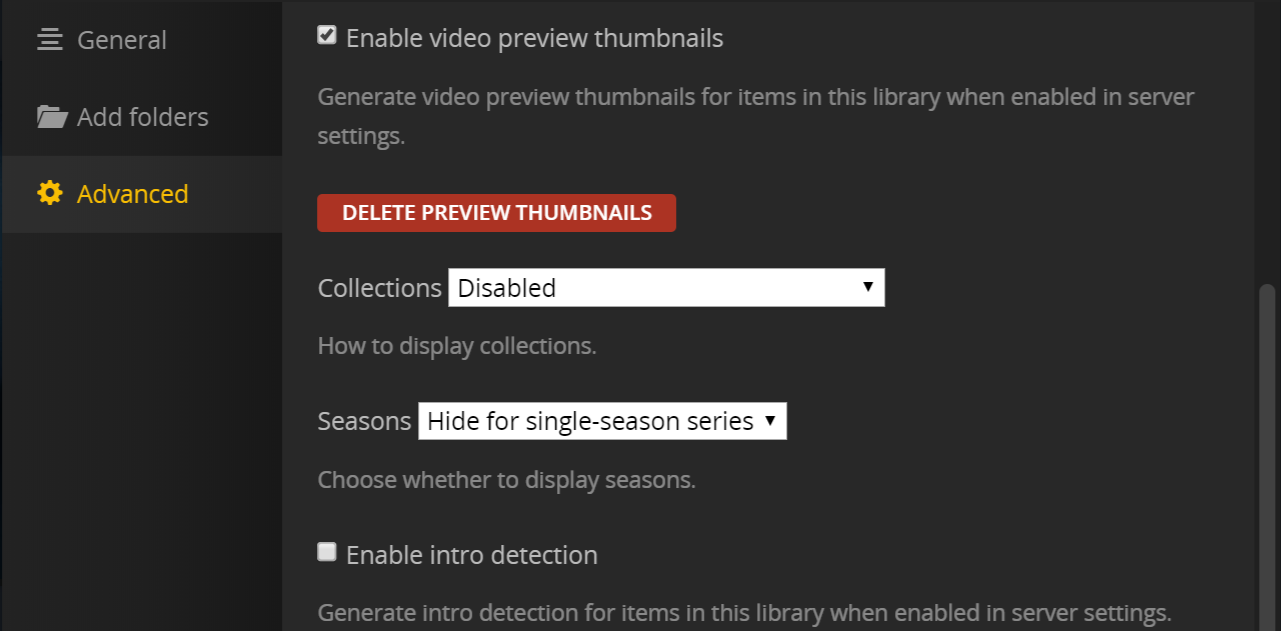 General
Add folders
Advanced
Enable video preview thumbnails
Generate video preview thumbnails for items in this library when enabled in server
settings.
DELETE PREVIEW THUMBNAILS
Collections Disabled
How to display collections.
Seasons Hide for single-season series
Choose whether to display seasons.
Enable intro detection
Generate intro detection for items in this library when enabled in server settings.